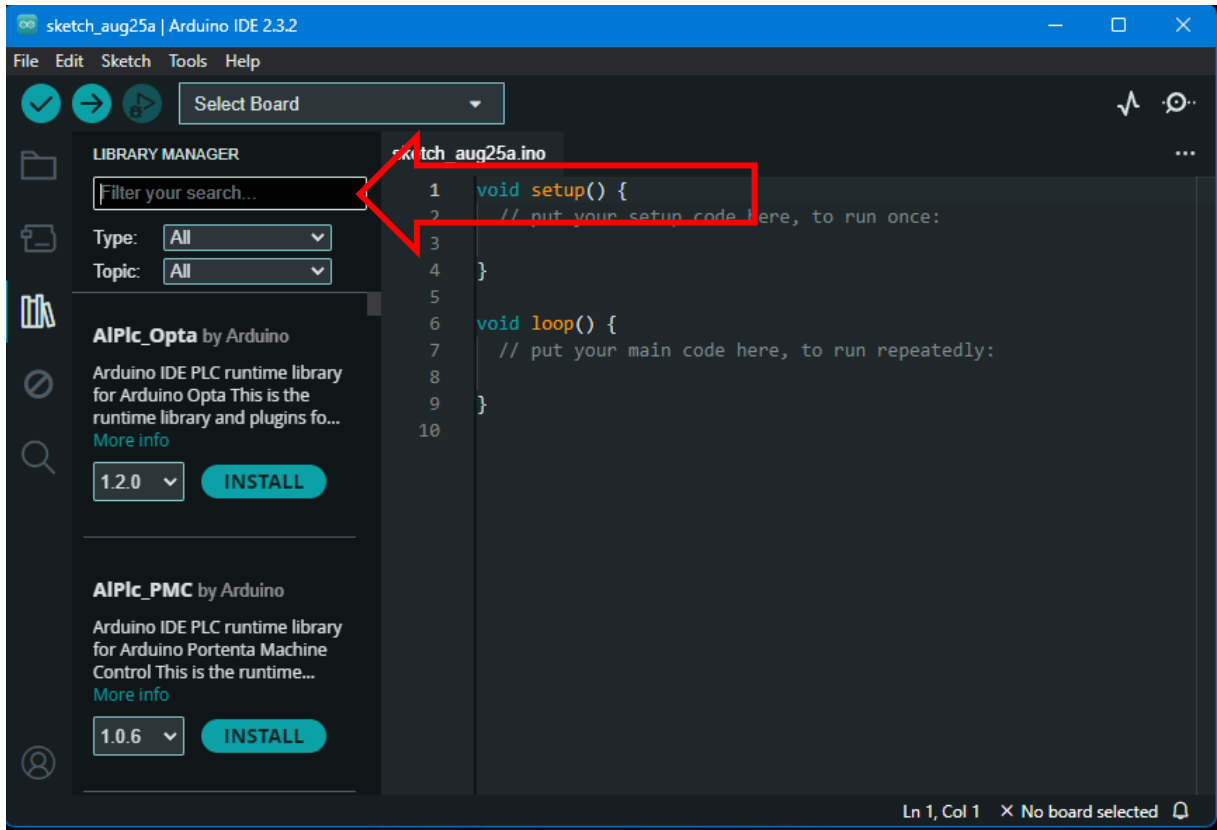 sketch_aug25a | Arduino IDE 2.3.2
File Edit Sketch Tools Help
Select Board
LIBRARY MANAGER
Filter your search...
Type: All
Topic: All
AlPlc_Opta by Arduino
Arduino IDE PLC runtime library
for Arduino Opta This is the
runtime library and plugins fo...
More info
1.2.0 INSTALL
AlPlc_PMC by Arduino
Arduino IDE PLC runtime library
for Arduino Portenta Machine
Control This is the runtime...
More info
1.0.6 INSTALL
sketch_aug25a.ino
1 void setup() {
2 // put your setup code here, to run once:
3
4 }
5
6 void loop() {
7 // put your main code here, to run repeatedly:
8
9 }
10
Ln 1, Col 1 × No board selected